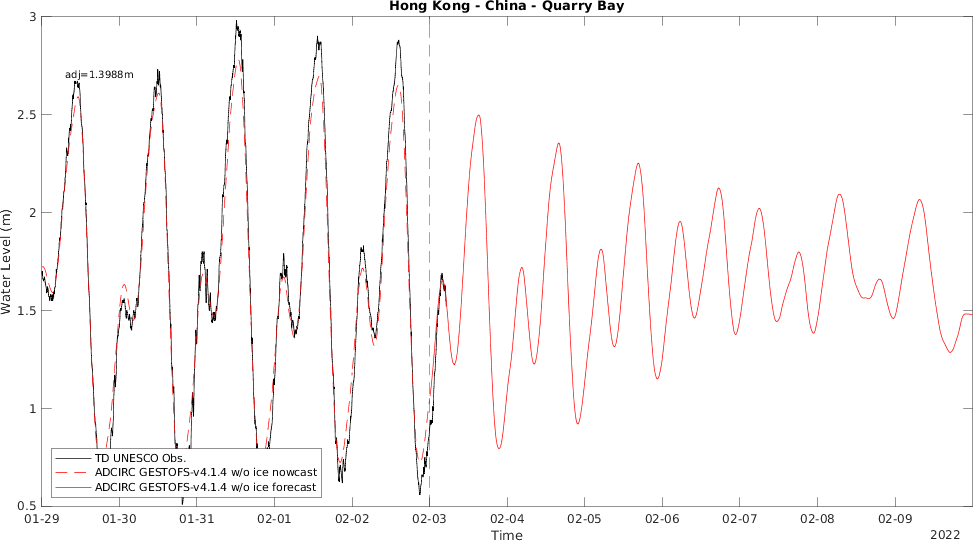 Hong Kong - China - Quarry Bay
adj=1.3988m
3
2.5
2
1.5
1
0.5
Water Level (m)
TD UNESCO Obs.
ADCIRC GESTOFS-v4.1.4 w/o ice nowcast
ADCIRC GESTOFS-v4.1.4 w/o ice forecast
01-29 01-30 01-31 02-01 02-02 02-03 02-04 02-05 02-06 02-07 02-08 02-09
Time
2022